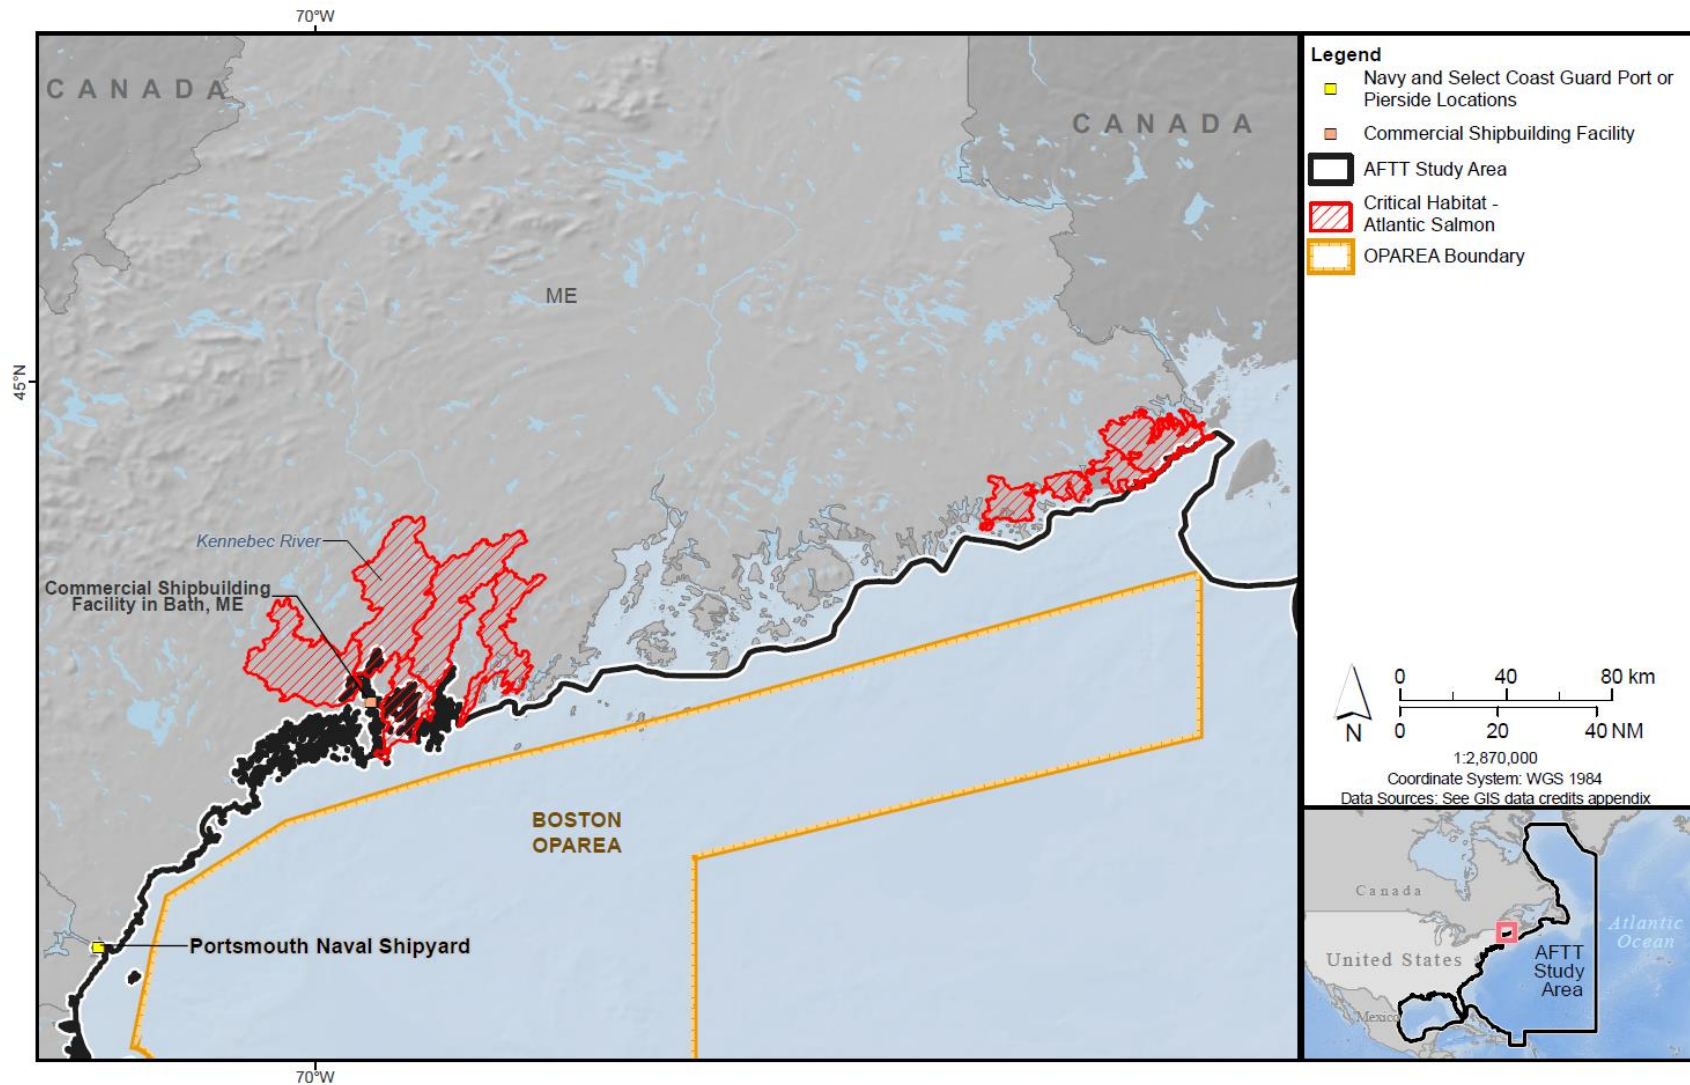 70°W
CANADA
CANADA
ME
45°N
Kennebec River
Commercial Shipbuilding
Facility in Bath, ME
BOSTON
OPAREA
Portsmouth Naval Shipyard
70°W
Legend
Navy and Select Coast Guard Port or
Pierside Locations
Commercial Shipbuilding Facility
AFTT Study Area
Critical Habitat -
Atlantic Salmon
OPAREA Boundary
N
0 40 80 km
0 20 40 NM
1:2,870,000
Coordinate System: WGS 1984
Data Sources: See GIS data credits appendix
Canada
United States
Mexico
Atlantic
Ocean
AFTT
Study
Area